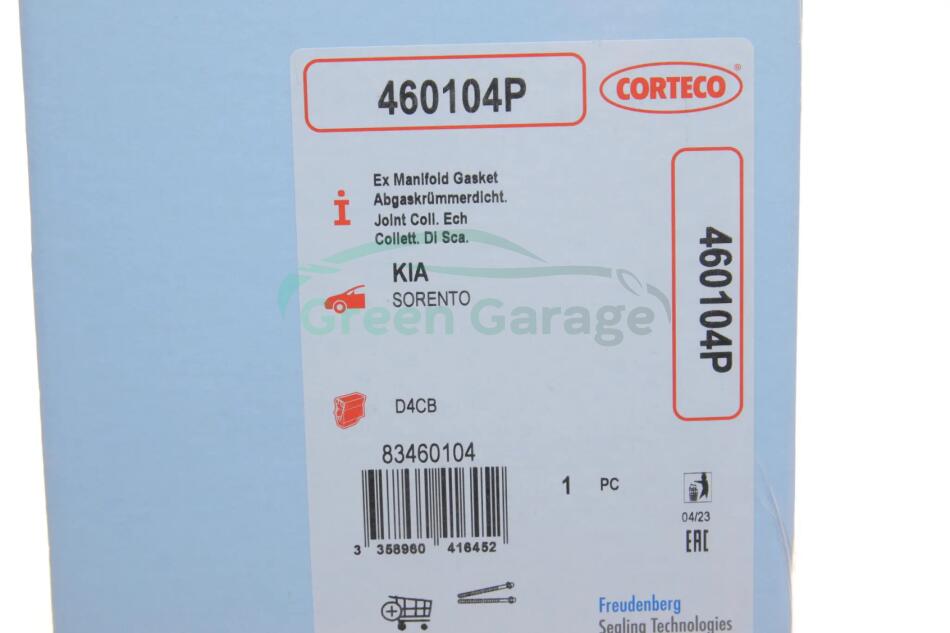 460104P
CORTECO®
Ex Manifold Gasket
Abgaskrümmerdicht.
Joint Coll. Ech
Collett. Di Sca.
KIA
SORENTO
Green Garage
460104P
D4CB
83460104
1 PC
3 358960 416452
04/23
EAC
Freudenberg
Sealing Technologies